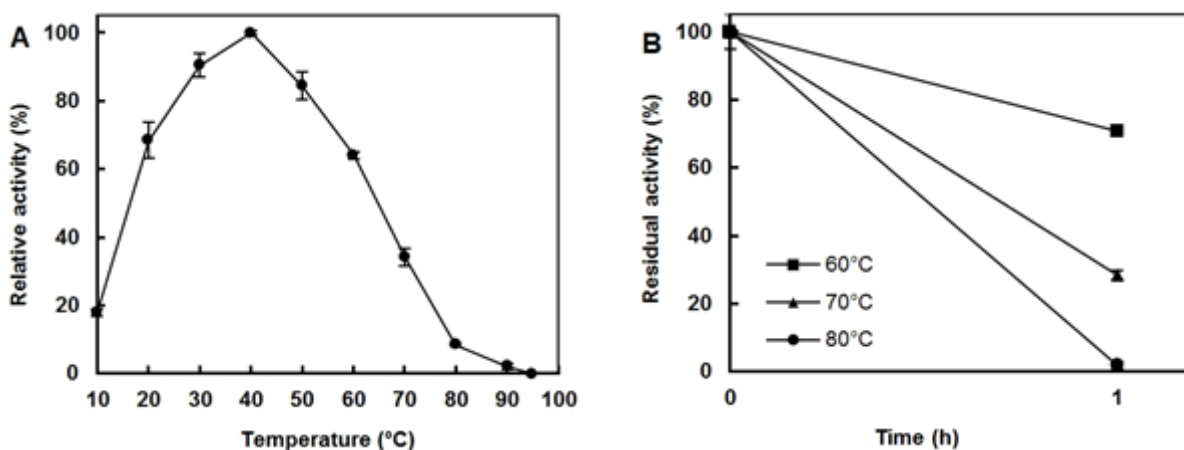 A
Relative activity (%)
100
80
60
40
20
0
10 20 30 40 50 60 70 80 90 100
Temperature (ºC)
B
Residual activity (%)
100
80
60
40
20
0
60°C
70°C
80°C
0 1
Time (h)